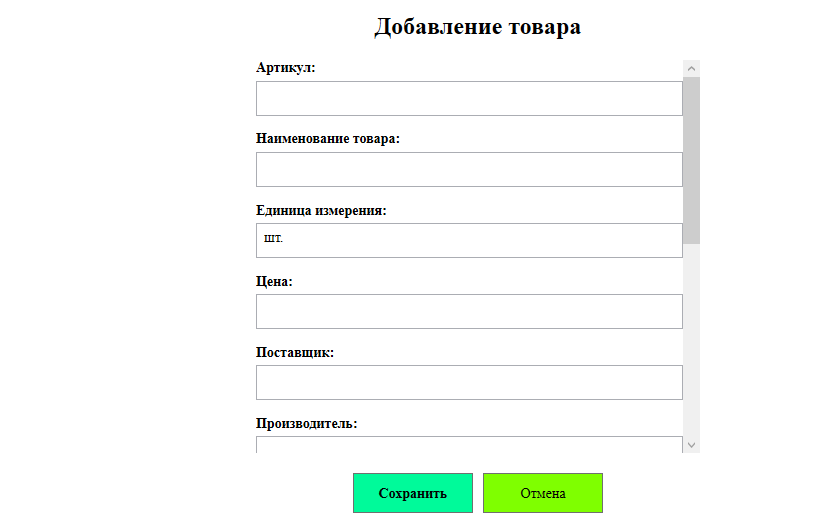 Добавление товара
Артикул:
Наименование товара:
Единица измерения:
шт.
Цена:
Поставщик:
Производитель:
Сохранить Отмена